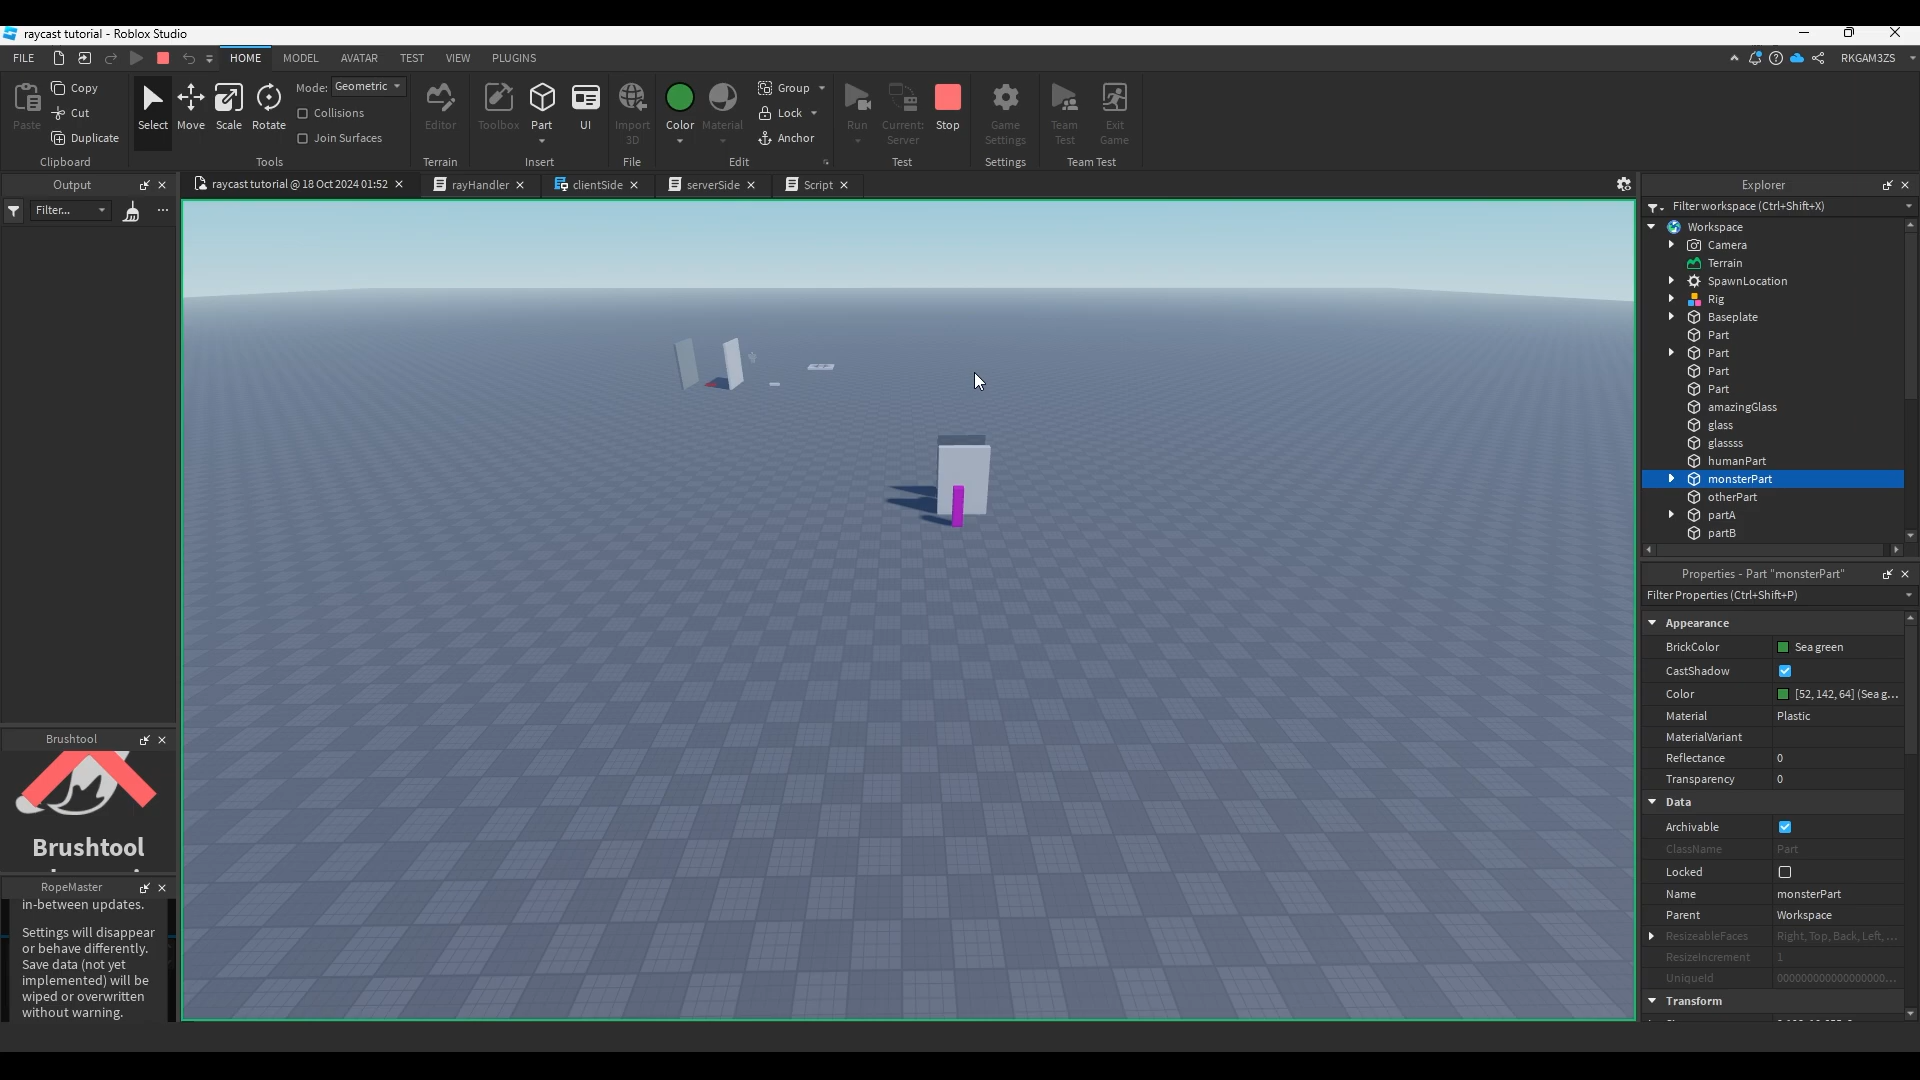 raycast tutorial - Roblox Studio
FILE
HOME
MODEL
AVATAR
TEST
VIEW
PLUGINS
RKGAM3ZS
Paste
Copy
Cut
Duplicate
Clipboard
Select
Move
Scale
Rotate
Mode: Geometric
Collisions
Join Surfaces
Tools
Editor
Terrain
Toolbox
Part
UI
Insert
Import
3D
File
Color
Material
Group
Lock
Anchor
Edit
Run
Current:
Server
Stop
Test
Game
Settings
Settings
Team
Test
Exit
Game
Team Test
Output
Filter...
raycast tutorial @ 18 Oct 2024 01:52
rayHandler
clientSide
serverSide
Script
Brushtool
Brushtool
RopeMaster
in-between updates.
Settings will disappear
or behave differently.
Save data (not yet
implemented) will be
wiped or overwritten
without warning.
Explorer
Filter workspace (Ctrl+Shift+X)
Workspace
Camera
Terrain
SpawnLocation
Rig
Baseplate
Part
Part
Part
Part
amazingGlass
glass
glassss
humanPart
monsterPart
otherPart
partA
partB
Properties - Part "monsterPart"
Filter Properties (Ctrl+Shift+P)
Appearance
BrickColor Sea green
CastShadow
Color [52, 142, 64] (Sea g...
Material Plastic
MaterialVariant
Reflectance 0
Transparency 0
Data
Archivable
ClassName Part
Locked
Name monsterPart
Parent Workspace
ResizeableFaces Right, Top, Back, Left, ...
ResizeIncrement 1
UniqueId
Transform